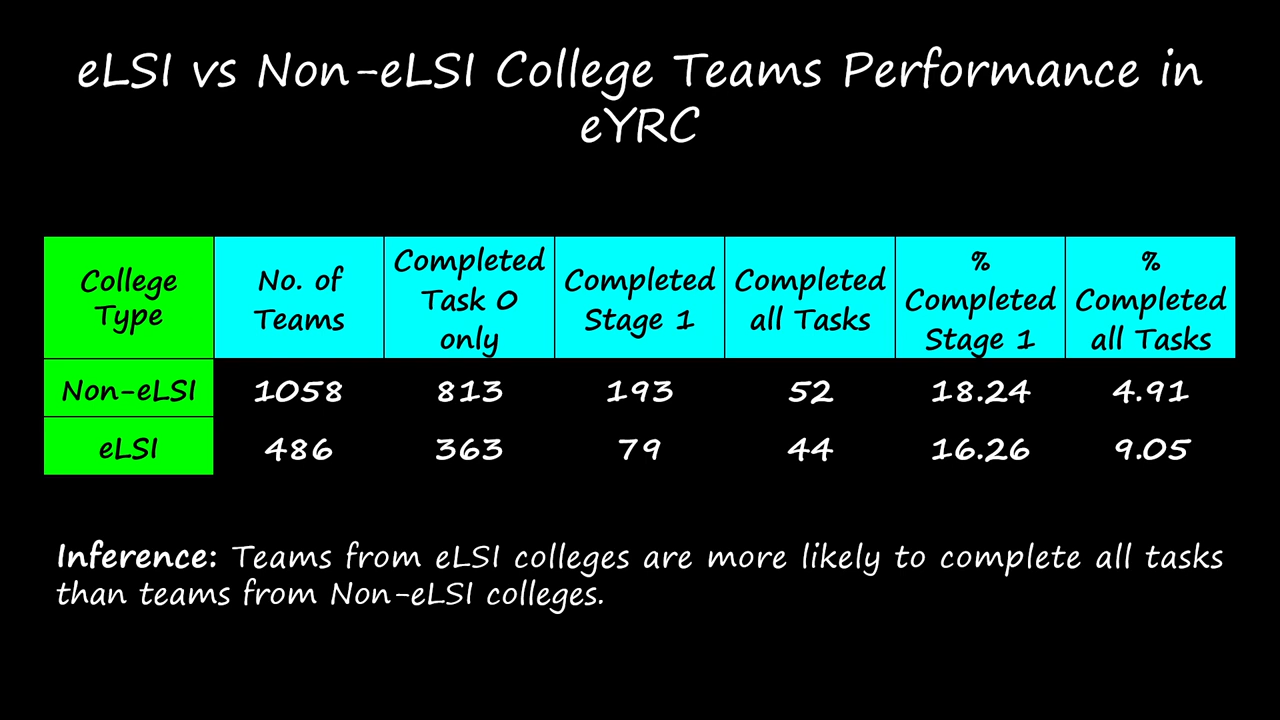 eLSI vs Non-eLSI College Teams Performance in
eYRC
College
Type
No. of
Teams
Completed
Task 0
only
Completed
Stage 1
Completed
all Tasks
%
Completed
Stage 1
%
Completed
all Tasks
Non-eLSI 1058 813 193 52 18.24 4.91
eLSI 486 363 79 44 16.26 9.05
Inference: Teams from eLSI colleges are more likely to complete all tasks
than teams from Non-eLSI colleges.